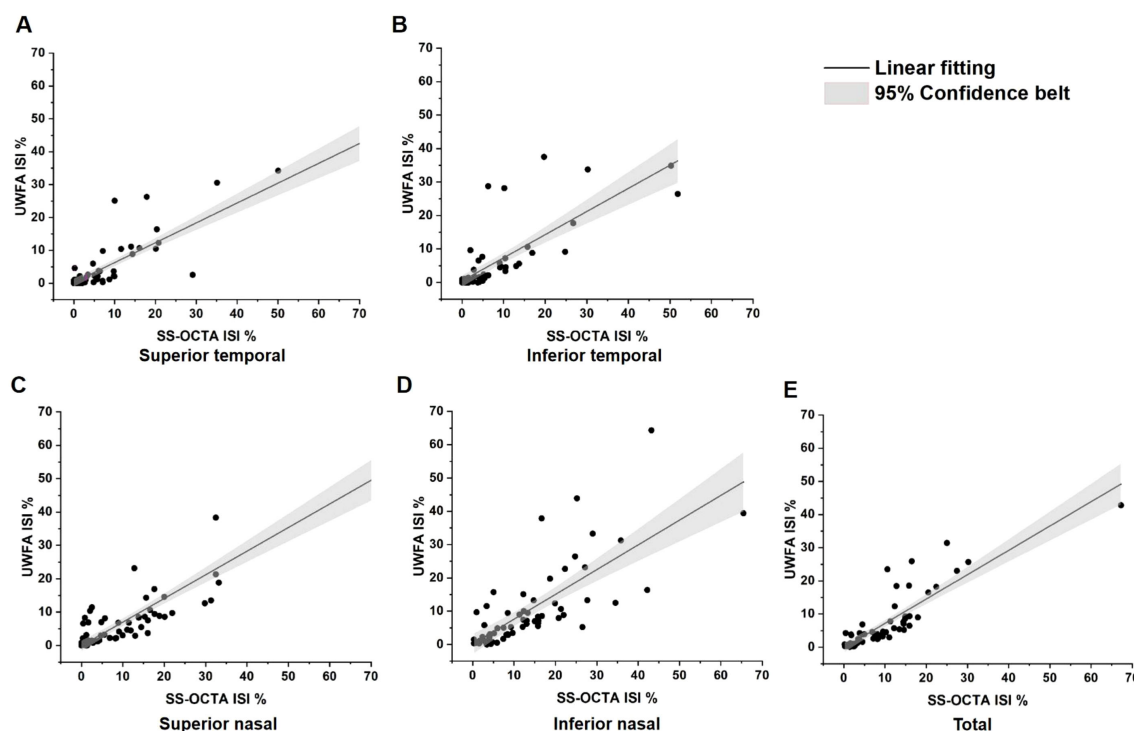 A
70
60
50
40
30
20
10
0
UWFA ISI %
0 10 20 30 40 50 60 70
SS-OCTA ISI %
Superior temporal
B
70
60
50
40
30
20
10
0
UWFA ISI %
0 10 20 30 40 50 60 70
SS-OCTA ISI %
Inferior temporal
Linear fitting
95% Confidence belt
C
70
60
50
40
30
20
10
0
UWFA ISI %
0 10 20 30 40 50 60 70
SS-OCTA ISI %
Superior nasal
D
70
60
50
40
30
20
10
0
UWFA ISI %
0 10 20 30 40 50 60 70
SS-OCTA ISI %
Inferior nasal
E
70
60
50
40
30
20
10
0
UWFA ISI %
0 10 20 30 40 50 60 70
SS-OCTA ISI %
Total